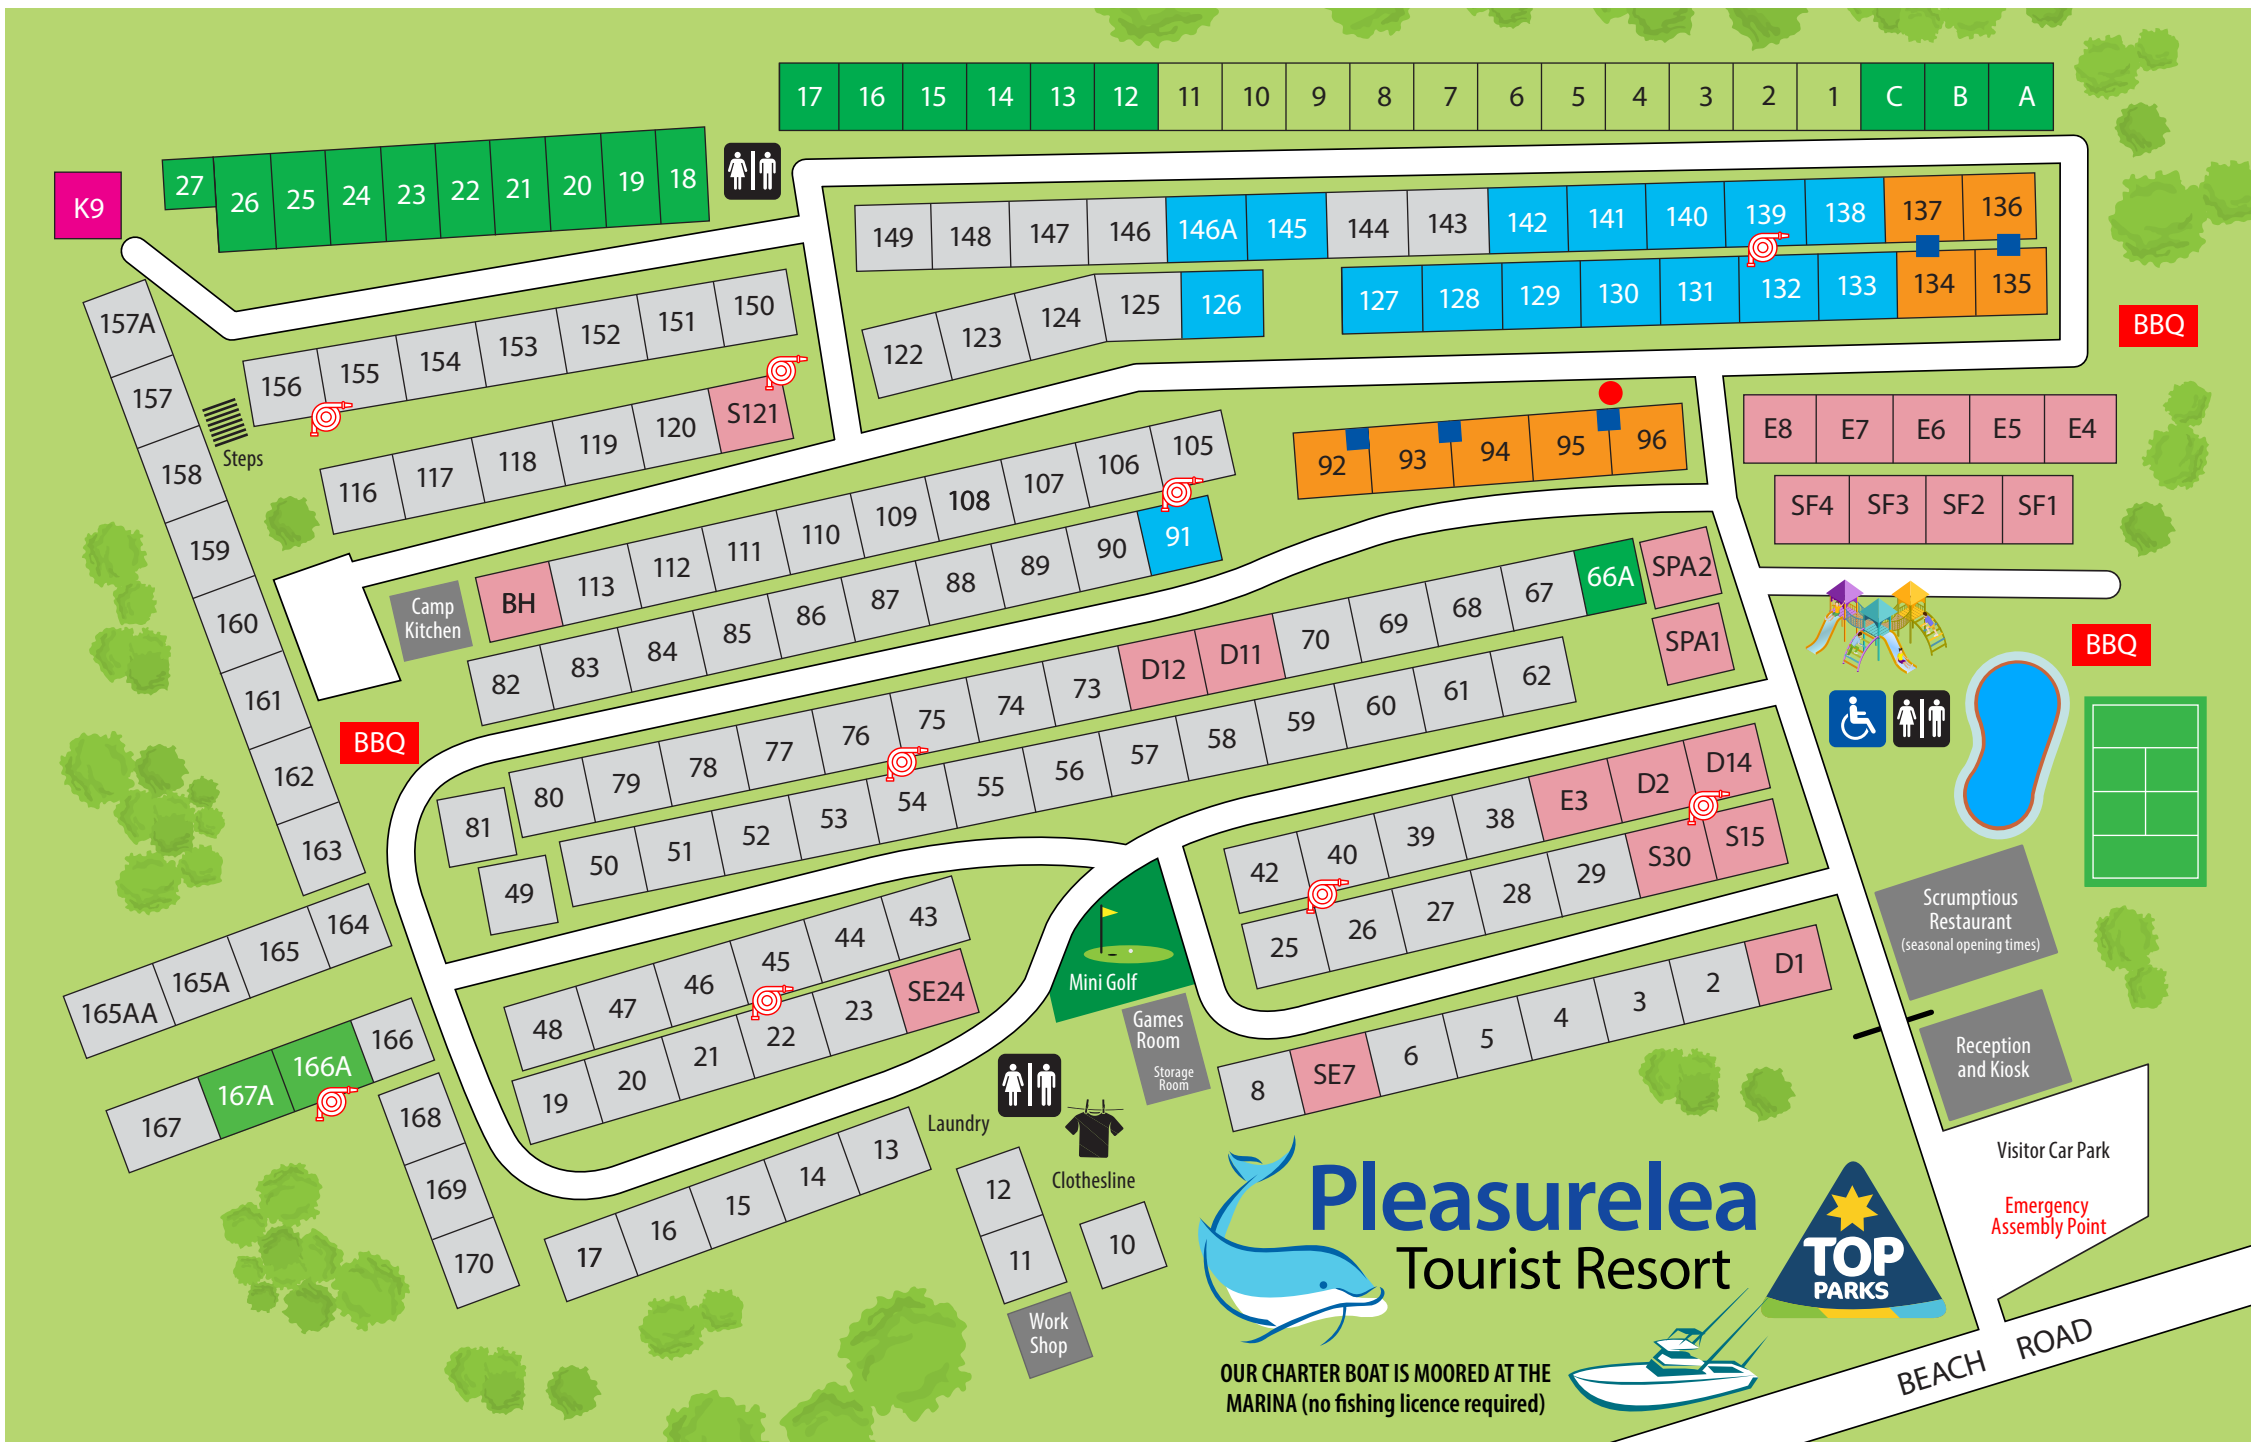 17 16 15 14 13 12 11 10 9 8 7 6 5 4 3 2 1 C B A
27 26 25 24 23 22 21 20 19 18
K9
149 148 147 146 146A 145 144 143 142 141 140 139 138 137 136
122 123 124 125 126 127 128 129 130 131 132 133 134 135
BBQ
157A
157
158
159
160
161
162
163
156 155 154 153 152 151 150
Steps
116 117 118 119 120 S121
92 93 94 95 96
E8 E7 E6 E5 E4
SF4 SF3 SF2 SF1
Camp
Kitchen
BH 113 112 111 110 109 108 107 106 105
82 83 84 85 86 87 88 89 90 91
BBQ
81 80 79 78 77 76 75 74 73 D12 D11 70 69 68 67 66A SPA2
SPA1
49 50 51 52 53 54 55 56 57 58 59 60 61 62
BBQ
42 40 39 38 E3 D2 D14
25 26 27 28 29 S30 S15
Scrumptious
Restaurant
(seasonal opening times)
165AA 165A 165 164
167 167A 166A 166
168
169
170
48 47 46 45 44 43
19 20 21 22 23 SE24
Mini Golf
Games
Room
Storage
Room
8 SE7 6 5 4 3 2 D1
Reception
and Kiosk
17 16 15 14 13
Laundry
Clothesline
12
11
10
Work
Shop
Visitor Car Park
Emergency
Assembly Point
Pleasurelea
Tourist Resort
TOP
PARKS
OUR CHARTER BOAT IS MOORED AT THE
MARINA (no fishing licence required)
BEACH ROAD